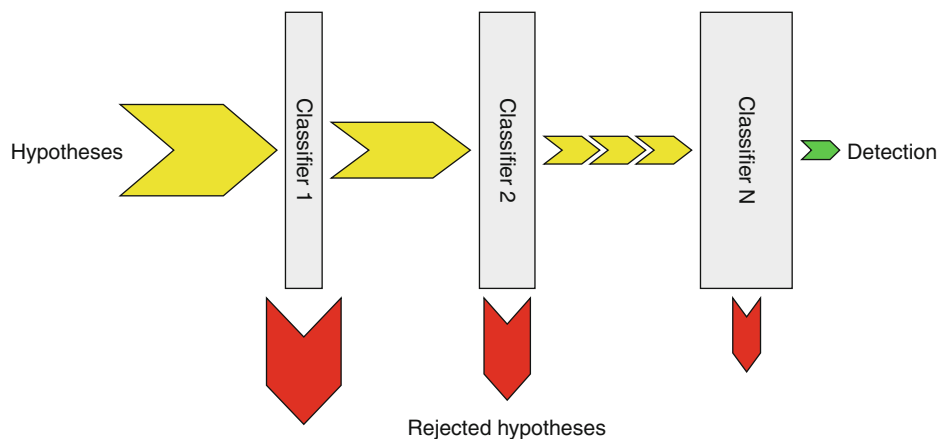 Hypotheses
Classifier 1
Classifier 2
Classifier N
Detection
Rejected hypotheses